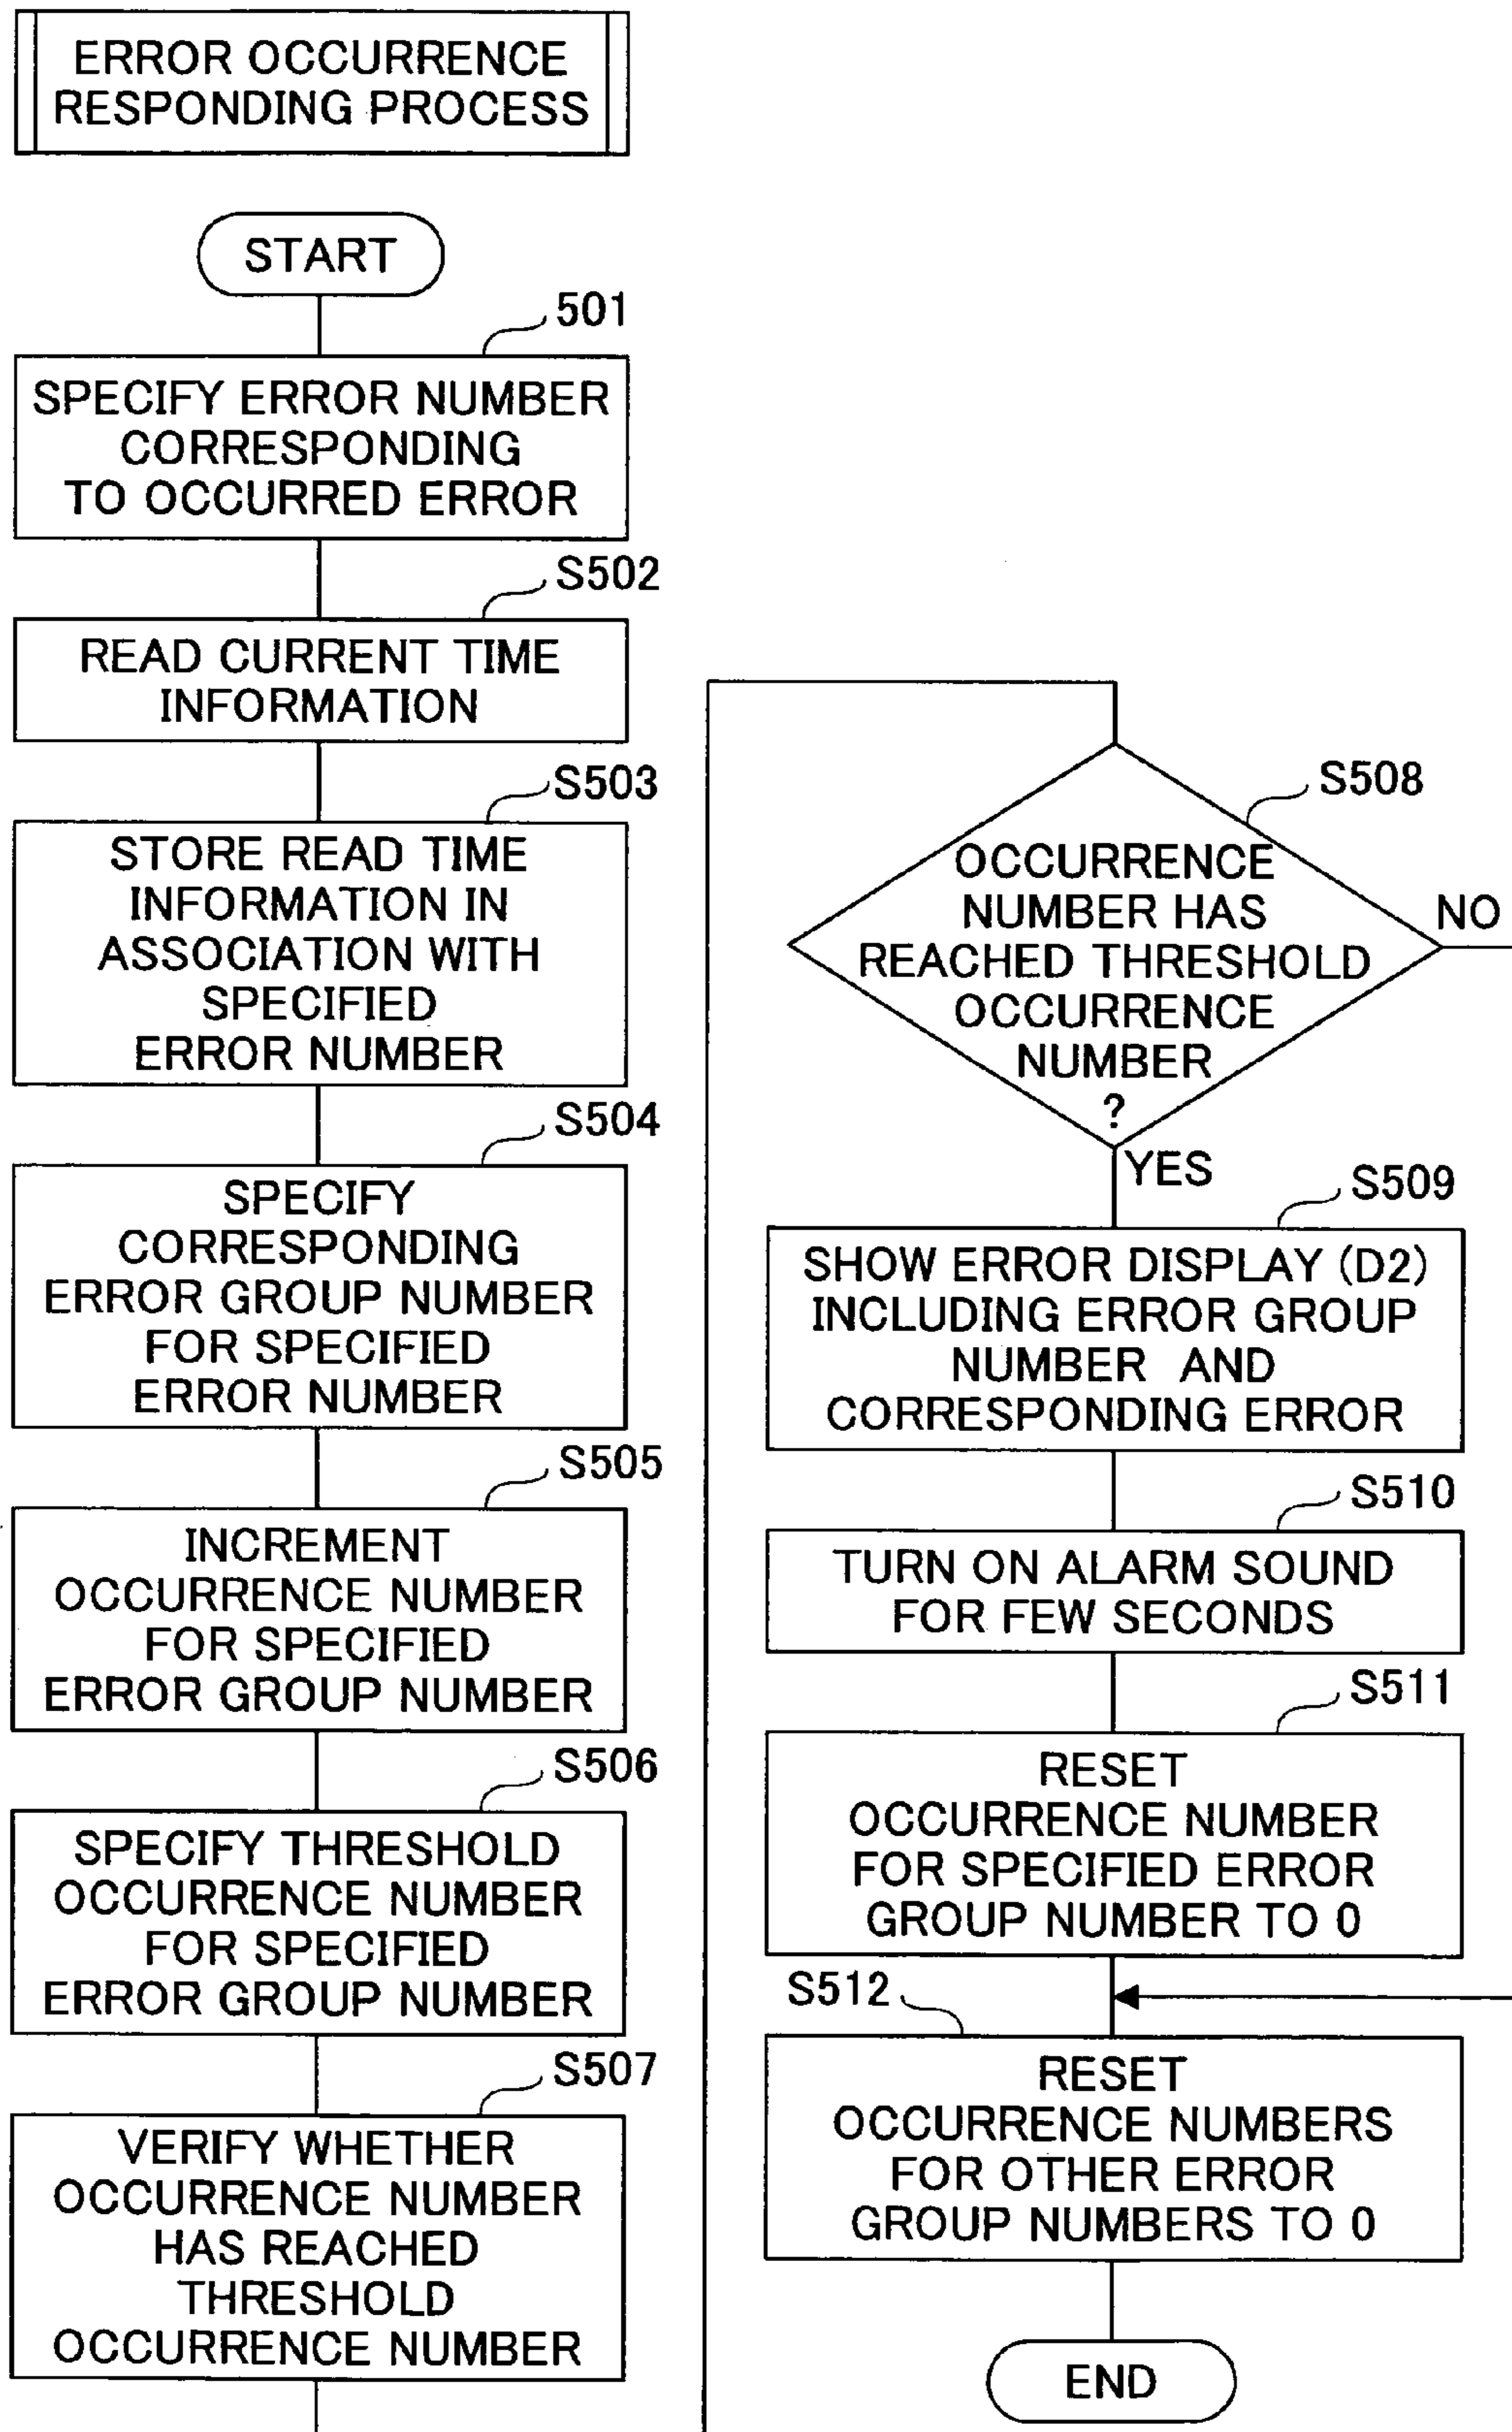 ERROR OCCURRENCE
RESPONDING PROCESS
START
501
SPECIFY ERROR NUMBER
CORRESPONDING
TO OCCURRED ERROR
S502
READ CURRENT TIME
INFORMATION
S503
STORE READ TIME
INFORMATION IN
ASSOCIATION WITH
SPECIFIED
ERROR NUMBER
S504
SPECIFY
CORRESPONDING
ERROR GROUP NUMBER
FOR SPECIFIED
ERROR NUMBER
S505
INCREMENT
OCCURRENCE NUMBER
FOR SPECIFIED
ERROR GROUP NUMBER
S506
SPECIFY THRESHOLD
OCCURRENCE NUMBER
FOR SPECIFIED
ERROR GROUP NUMBER
S507
VERIFY WHETHER
OCCURRENCE NUMBER
HAS REACHED
THRESHOLD
OCCURRENCE NUMBER
S508
OCCURRENCE
NUMBER HAS
REACHED THRESHOLD
OCCURRENCE
NUMBER
?
NO
YES
S509
SHOW ERROR DISPLAY (D2)
INCLUDING ERROR GROUP
NUMBER AND
CORRESPONDING ERROR
S510
TURN ON ALARM SOUND
FOR FEW SECONDS
S511
RESET
OCCURRENCE NUMBER
FOR SPECIFIED ERROR
GROUP NUMBER TO 0
S512
RESET
OCCURRENCE NUMBERS
FOR OTHER ERROR
GROUP NUMBERS TO 0
END